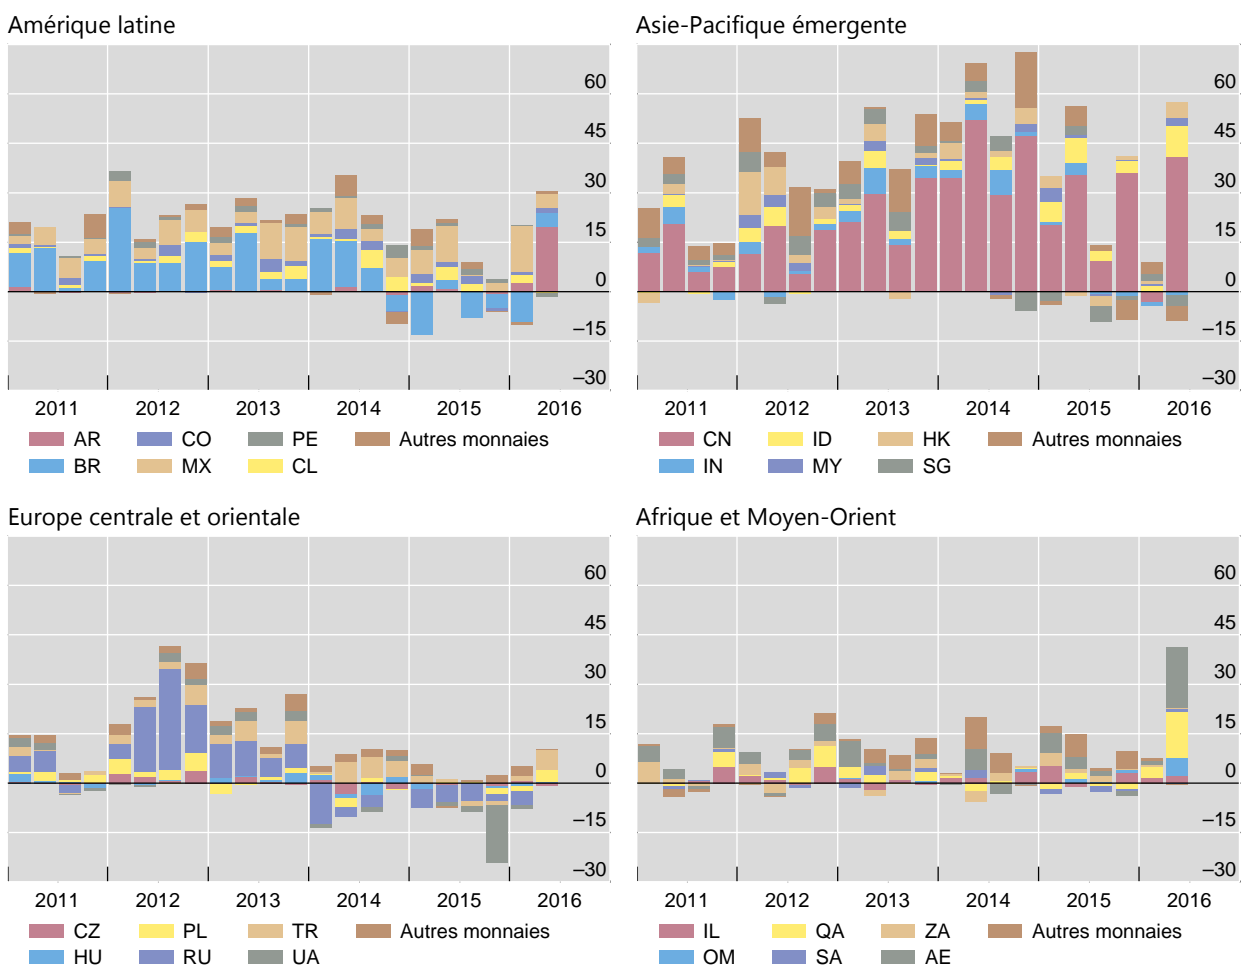 Amérique latine
60
45
30
15
0
–15
–30
2011 2012 2013 2014 2015 2016
AR CO PE Autres monnaies
BR MX CL
Asie-Pacifique émergente
60
45
30
15
0
–15
–30
2011 2012 2013 2014 2015 2016
CN ID HK Autres monnaies
IN MY SG
Europe centrale et orientale
60
45
30
15
0
–15
–30
2011 2012 2013 2014 2015 2016
CZ PL TR Autres monnaies
HU RU UA
Afrique et Moyen-Orient
60
45
30
15
0
–15
–30
2011 2012 2013 2014 2015 2016
IL QA ZA Autres monnaies
OM SA AE